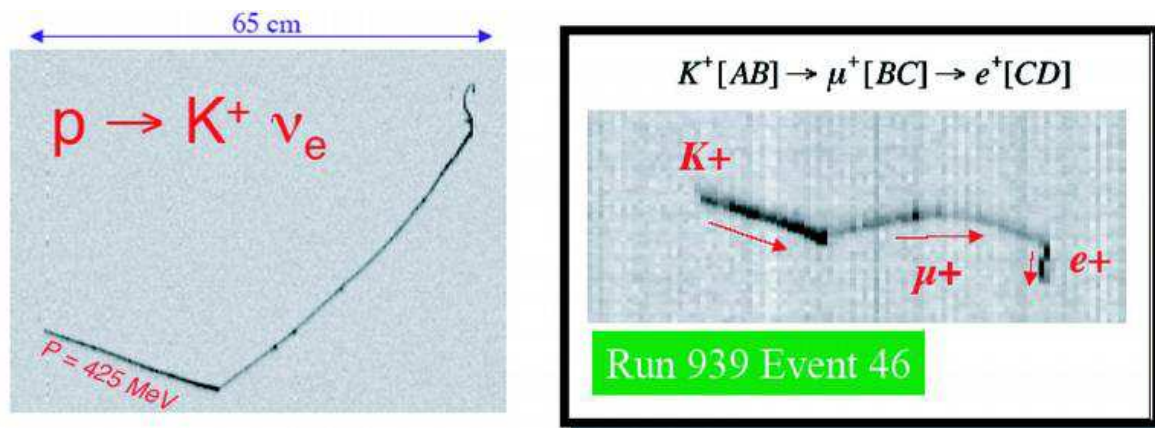 65 cm
p → K⁺ νₑ
P = 425 MeV
K⁺[AB] → μ⁺[BC] → e⁺[CD]
K+
μ+
e+
Run 939 Event 46